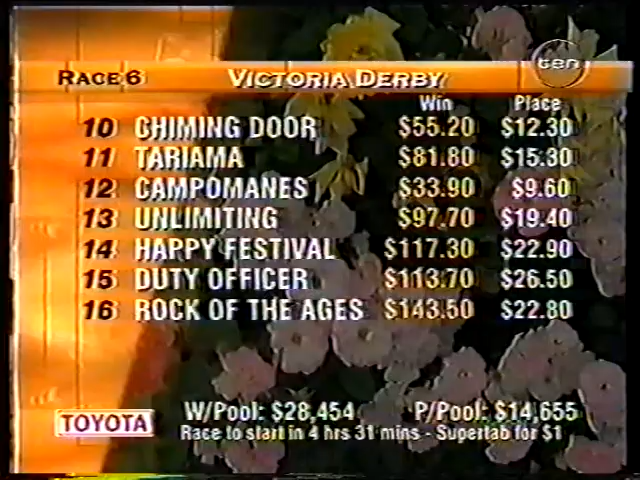 ten
RACE 6 VICTORIA DERBY
Win Place
10 CHIMING DOOR $55.20 $12.30
11 TARIAMA $81.80 $15.30
12 CAMPOMANES $33.90 $9.60
13 UNLIMITING $97.70 $19.40
14 HAPPY FESTIVAL $117.30 $22.90
15 DUTY OFFICER $113.70 $26.50
16 ROCK OF THE AGES $143.50 $22.80
TOYOTA
W/Pool: $28,454 P/Pool: $14,655
Race to start in 4 hrs 31 mins - Supertab for $1